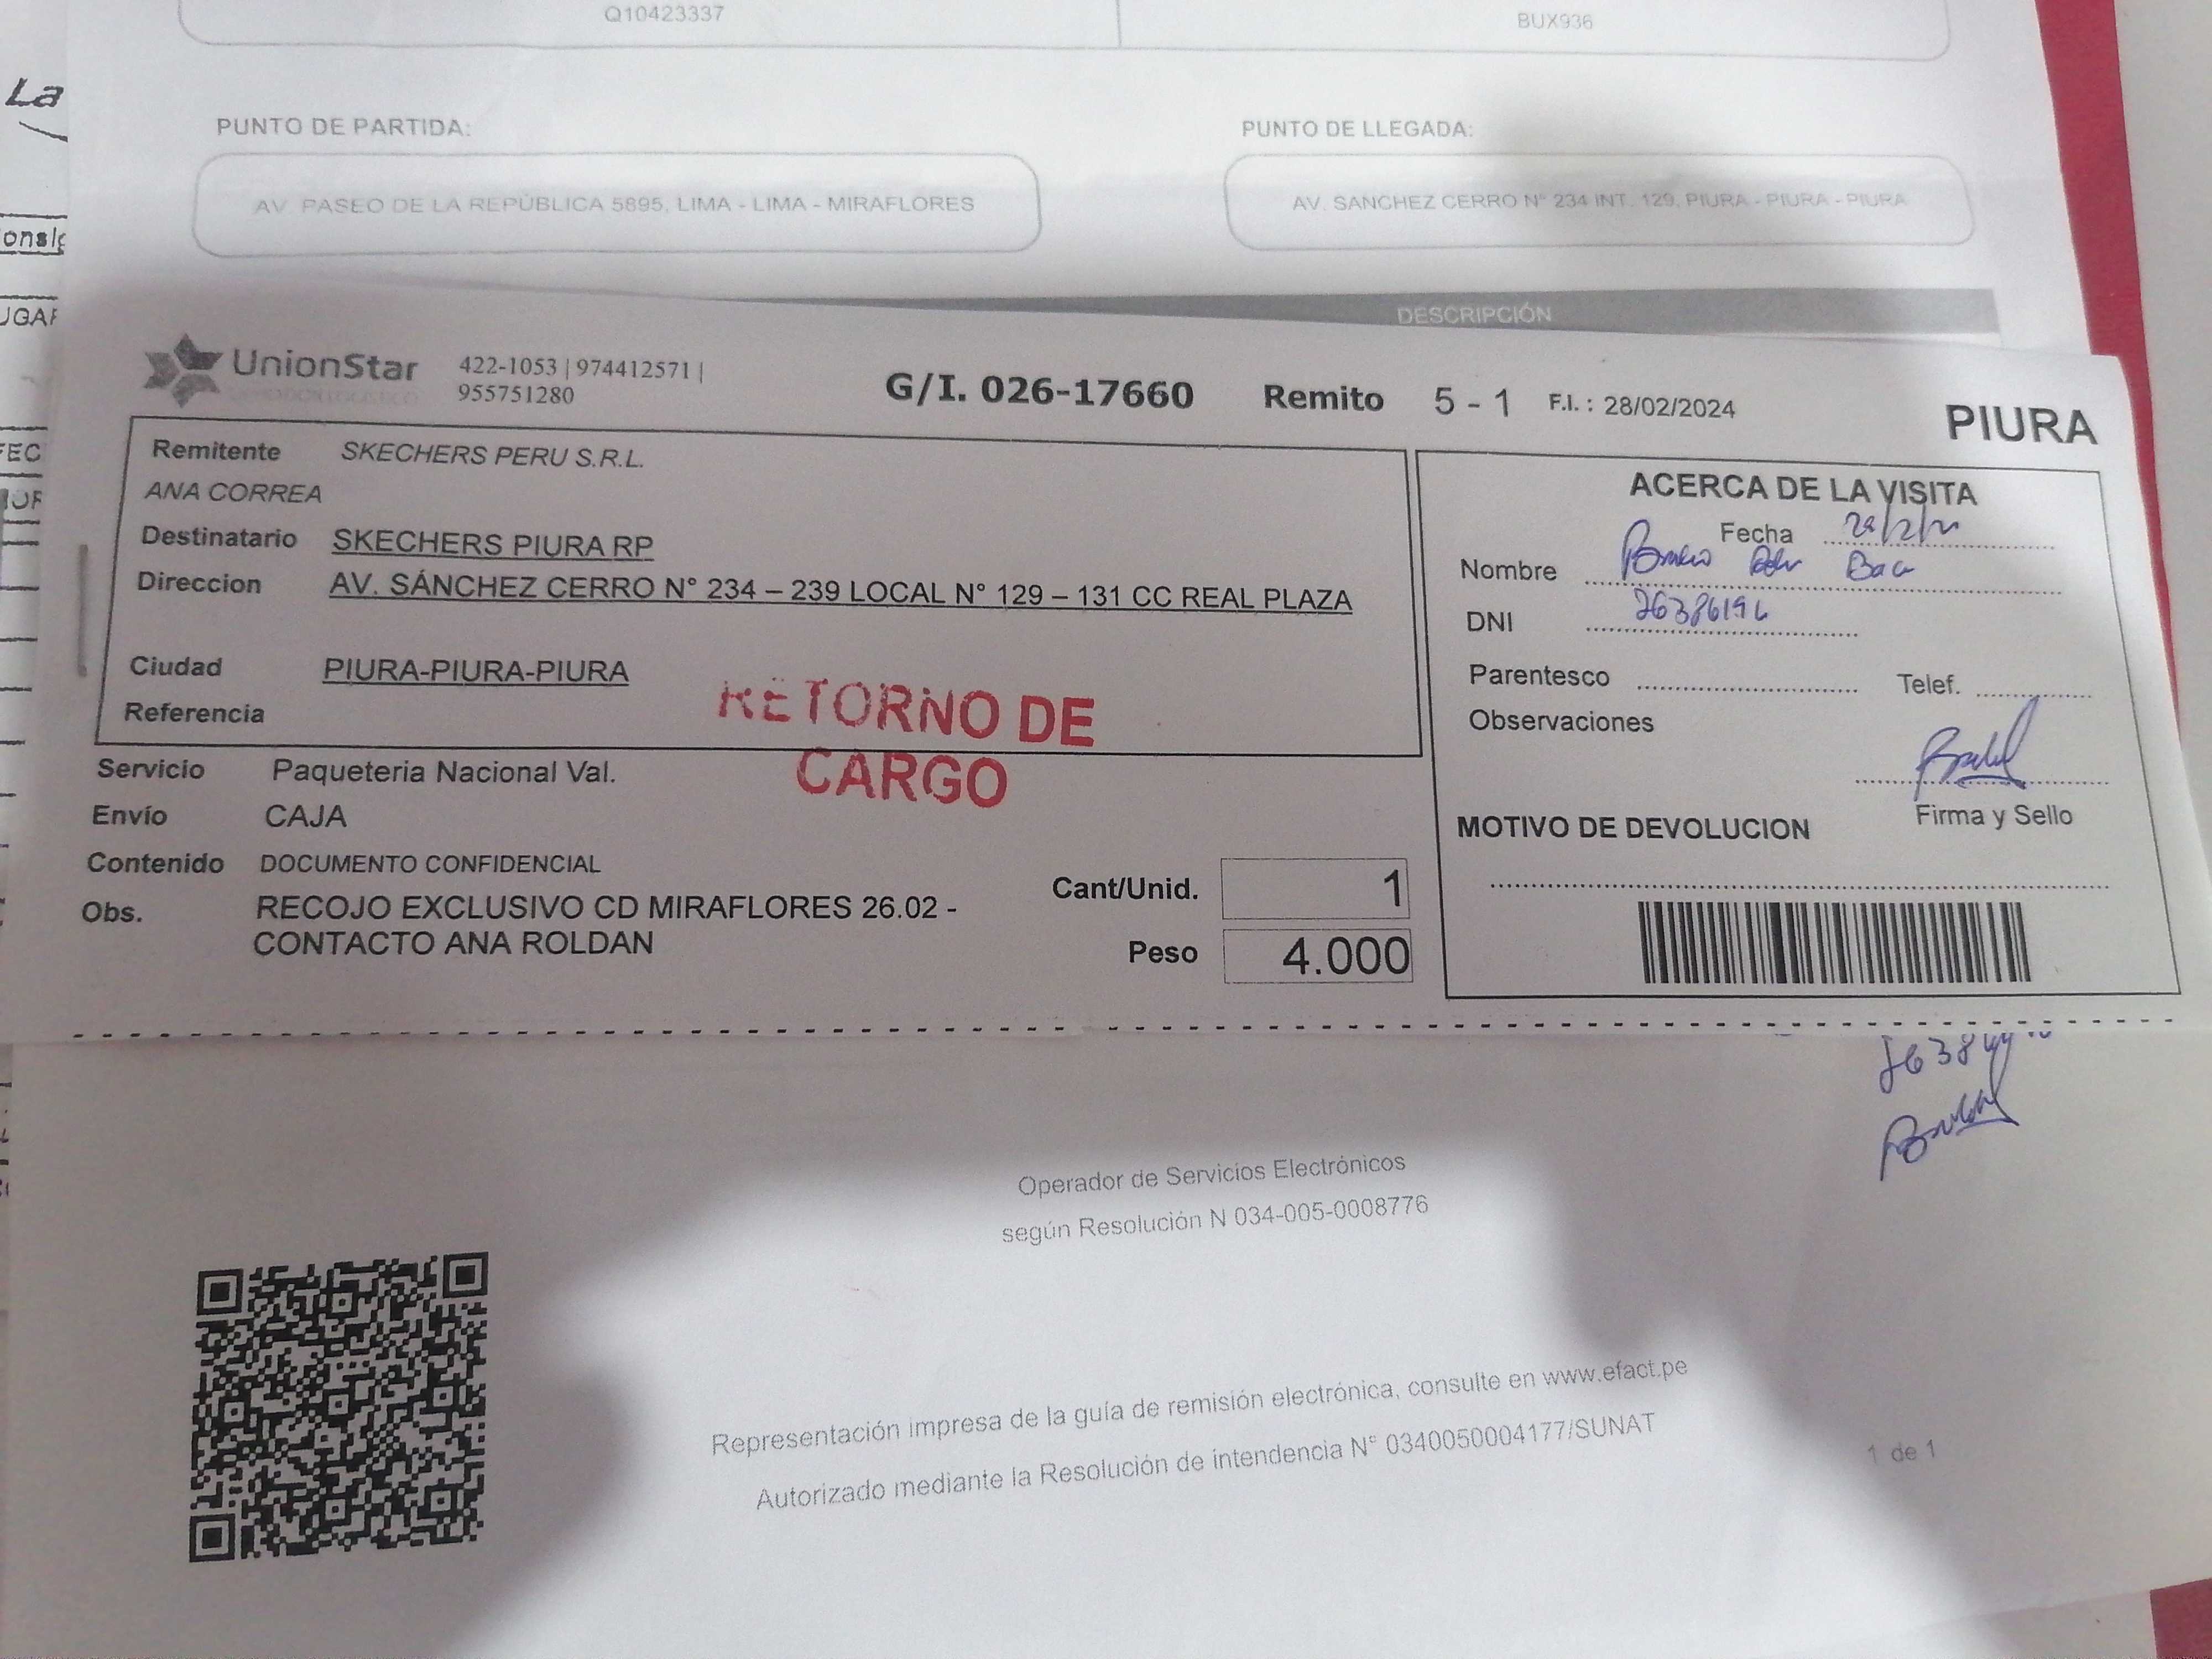 Q10423337
BUX936
La
PUNTO DE PARTIDA:
PUNTO DE LLEGADA:
AV. PASEO DE LA REPÚBLICA 5895, LIMA - LIMA - MIRAFLORES
AV. SANCHEZ CERRO N° 234 INT. 129, PIURA - PIURA - PIURA
DESCRIPCIÓN
UnionStar
422-1053 | 974412571 |
955751280
G/I. 026-17660 Remito 5 - 1 F.I. : 28/02/2024
PIURA
Remitente SKECHERS PERU S.R.L.
ANA CORREA
Destinatario SKECHERS PIURA RP
Direccion AV. SÁNCHEZ CERRO N° 234 – 239 LOCAL N° 129 – 131 CC REAL PLAZA
Ciudad PIURA-PIURA-PIURA
Referencia
RETORNO DE
CARGO
Servicio Paqueteria Nacional Val.
Envío CAJA
Contenido DOCUMENTO CONFIDENCIAL
Obs. RECOJO EXCLUSIVO CD MIRAFLORES 26.02 -
CONTACTO ANA ROLDAN
Cant/Unid. 1
Peso 4.000
ACERCA DE LA VISITA
Fecha
Nombre
DNI
Parentesco Telef.
Observaciones
Firma y Sello
MOTIVO DE DEVOLUCION
Operador de Servicios Electrónicos
según Resolución N 034-005-0008776
Representación impresa de la guía de remisión electrónica, consulte en www.efact.pe
Autorizado mediante la Resolución de intendencia N° 0340050004177/SUNAT
1 de 1